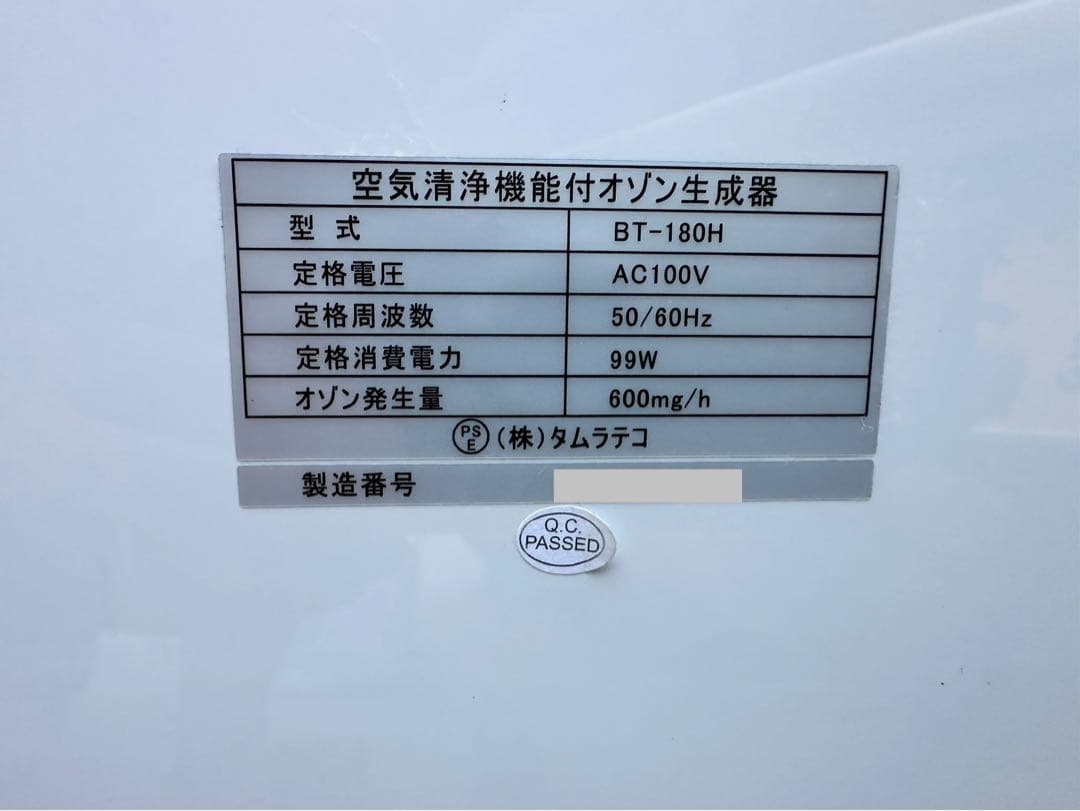 空気清浄機能付オゾン生成器
型式 BT-180H
定格電圧 AC100V
定格周波数 50/60Hz
定格消費電力 99W
オゾン発生量 600mg/h
PSE (株)タムラテコ
製造番号
Q.C.
PASSED